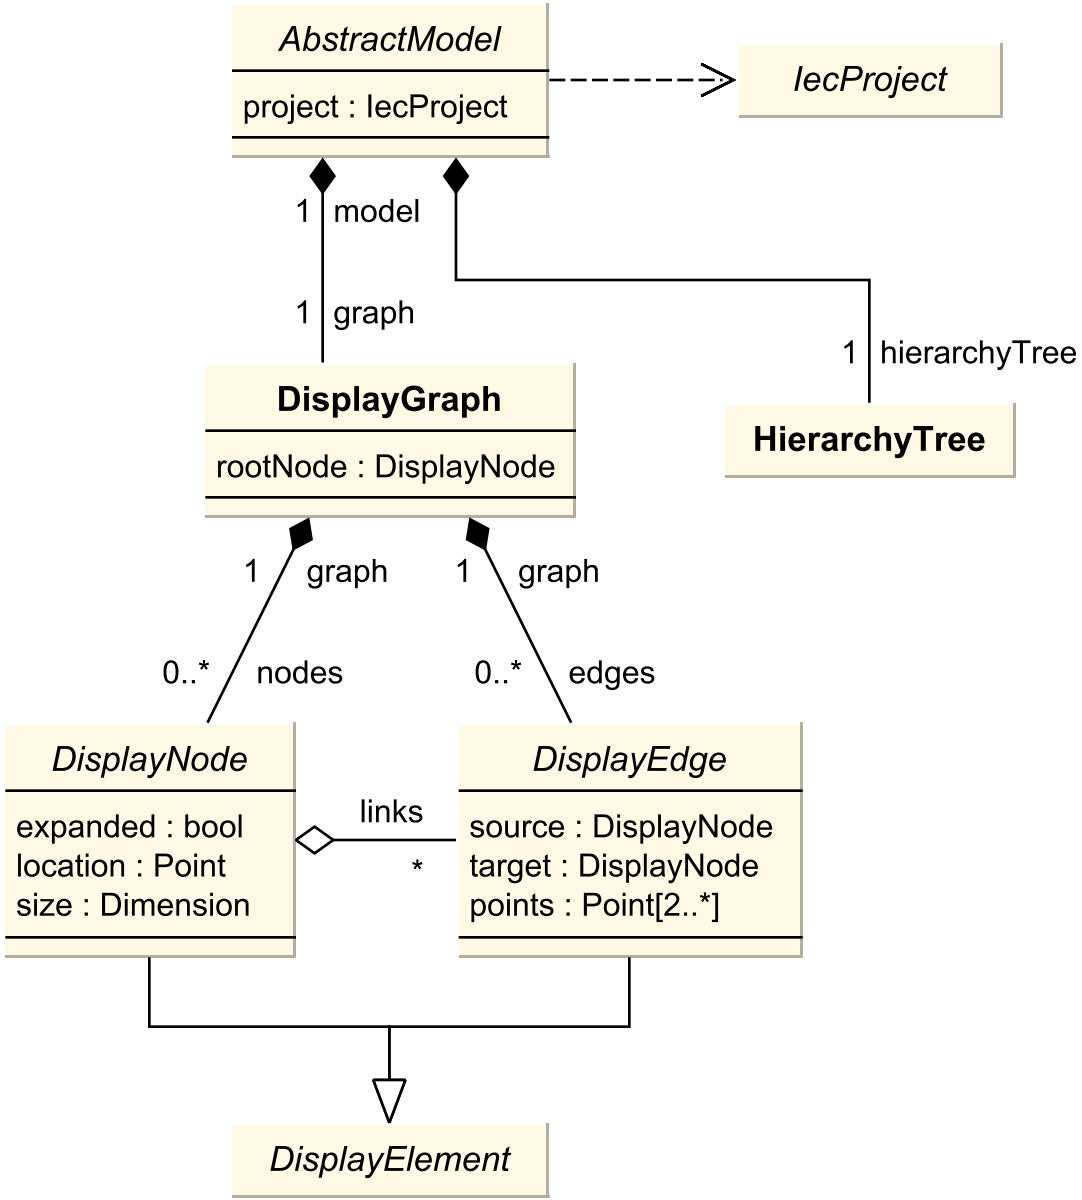 AbstractModel
project : IecProject
IecProject
1 model
1 graph
1 hierarchyTree
DisplayGraph
rootNode : DisplayNode
HierarchyTree
1 graph
1 graph
0..* nodes
0..* edges
DisplayNode
expanded : bool
location : Point
size : Dimension
links
*
DisplayEdge
source : DisplayNode
target : DisplayNode
points : Point[2..*]
DisplayElement